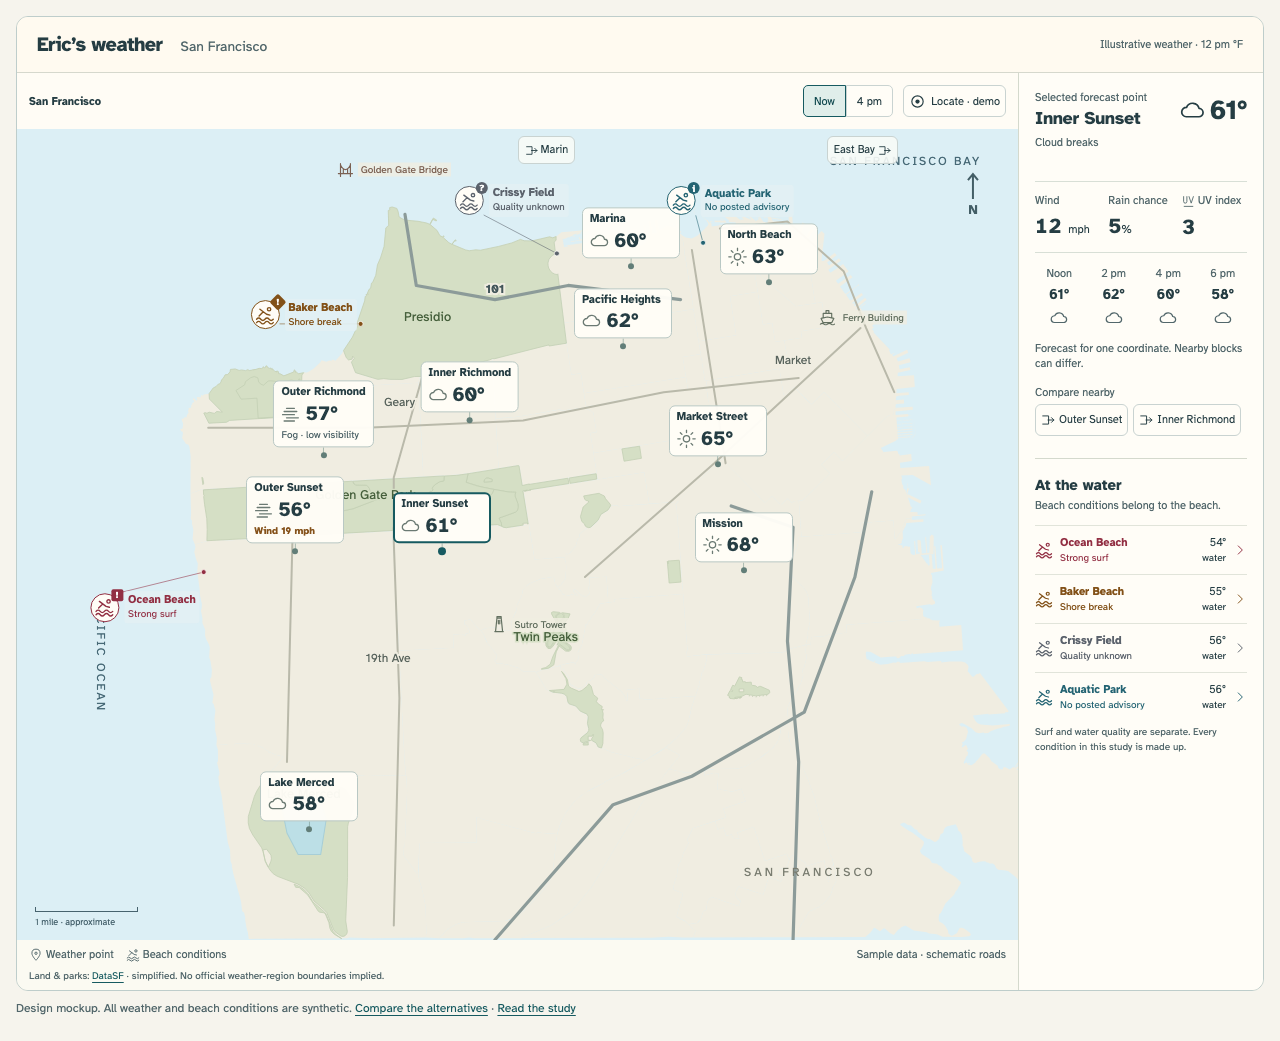 Eric's weather
San Francisco
Illustrative weather · 12 pm °F
San Francisco
Now
4 pm
Locate · demo
Marin
East Bay
SAN FRANCISCO BAY
N
Golden Gate Bridge
?
Crissy Field
Quality unknown
i
Aquatic Park
No posted advisory
Marina
60°
North Beach
63°
101
Pacific Heights
62°
!
Baker Beach
Shore break
Presidio
Ferry Building
Market
Inner Richmond
60°
Outer Richmond
57°
Fog · low visibility
Geary
Market Street
65°
Outer Sunset
56°
Wind 19 mph
en Gate P
Inner Sunset
61°
Mission
68°
!
Ocean Beach
Strong surf
IFIC OCEAN
Sutro Tower
Twin Peaks
19th Ave
Lake Merced
58°
SAN FRANCISCO
1 mile · approximate
Weather point
Beach conditions
Sample data · schematic roads
Land & parks: DataSF · simplified. No official weather-region boundaries implied.
Selected forecast point
Inner Sunset
61°
Cloud breaks
Wind
Rain chance
UV UV index
12 mph
5%
3
Noon
2 pm
4 pm
6 pm
61°
62°
60°
58°
Forecast for one coordinate. Nearby blocks
can differ.
Compare nearby
Outer Sunset
Inner Richmond
At the water
Beach conditions belong to the beach.
Ocean Beach
Strong surf
54°
water
Baker Beach
Shore break
55°
water
Crissy Field
Quality unknown
56°
water
Aquatic Park
No posted advisory
56°
water
Surf and water quality are separate. Every
condition in this study is made up.
Design mockup. All weather and beach conditions are synthetic. Compare the alternatives · Read the study